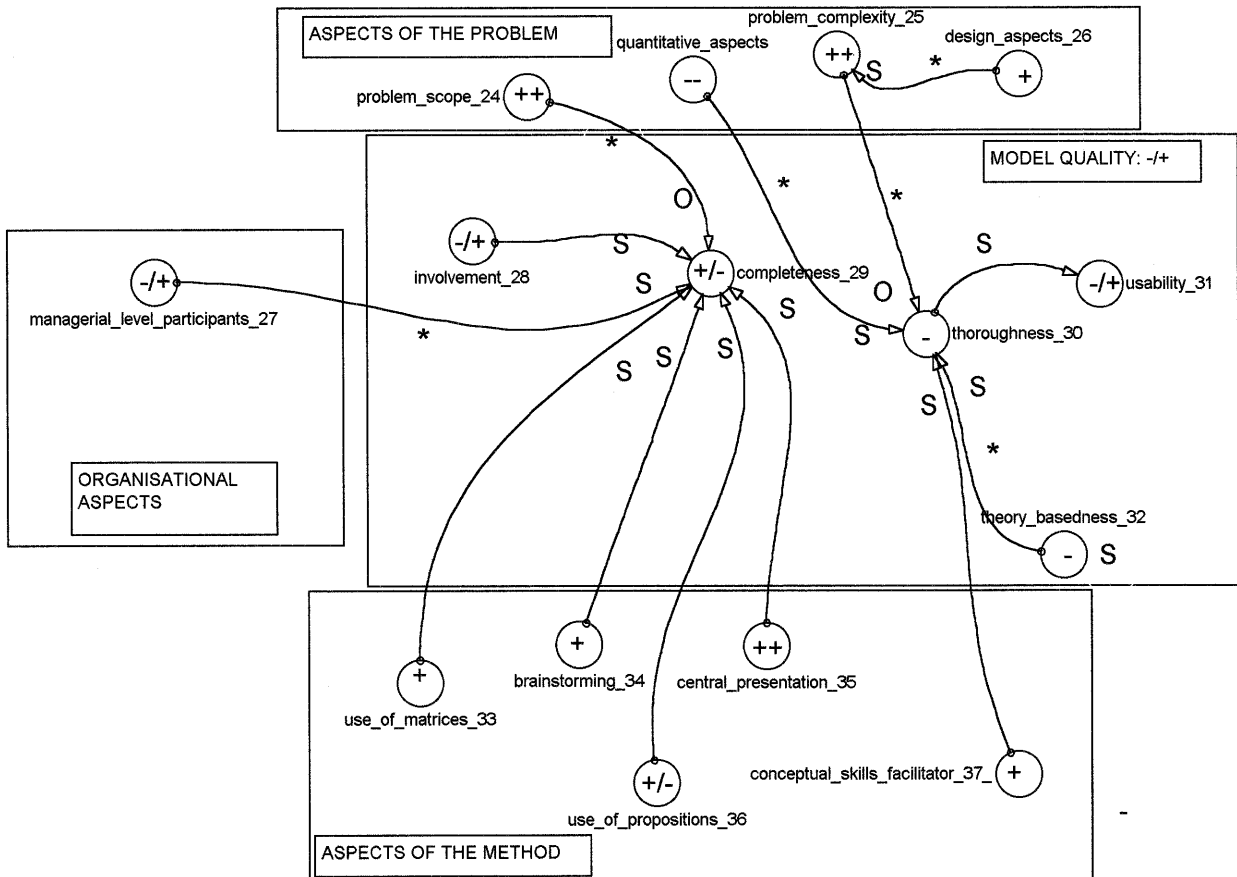 ASPECTS OF THE PROBLEM
problem_complexity_25
quantitative_aspects
design_aspects_26
++
S
*
+
--
problem_scope_24
++
*
MODEL QUALITY: -/+
*
*
O
-/+
S
involvement_28
+/-
completeness_29
S
-/+
usability_31
-/+
managerial_level_participants_27
S
*
S
O
S
-
thoroughness_30
S
S
S
S
S
*
ORGANISATIONAL
ASPECTS
theory_basedness_32
-
S
+
use_of_matrices_33
+
brainstorming_34
++
central_presentation_35
+/-
use_of_propositions_36
conceptual_skills_facilitator_37_
+
-
ASPECTS OF THE METHOD